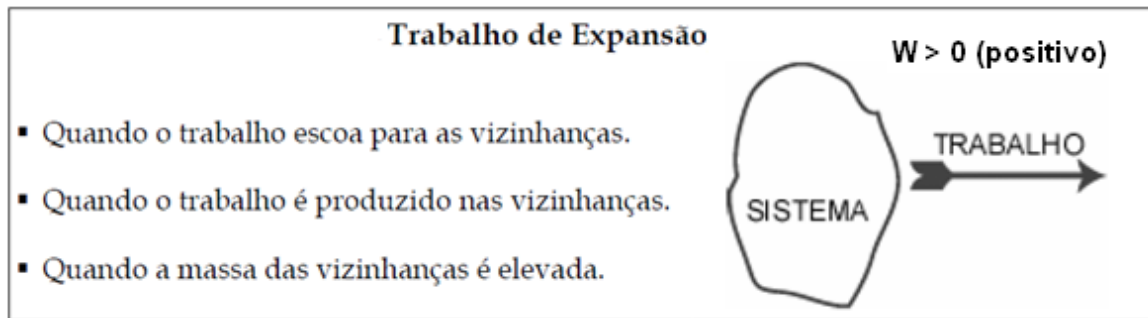 Trabalho de Expansão
W > 0 (positivo)
▪ Quando o trabalho escoa para as vizinhanças.
▪ Quando o trabalho é produzido nas vizinhanças.
▪ Quando a massa das vizinhanças é elevada.
TRABALHO
SISTEMA